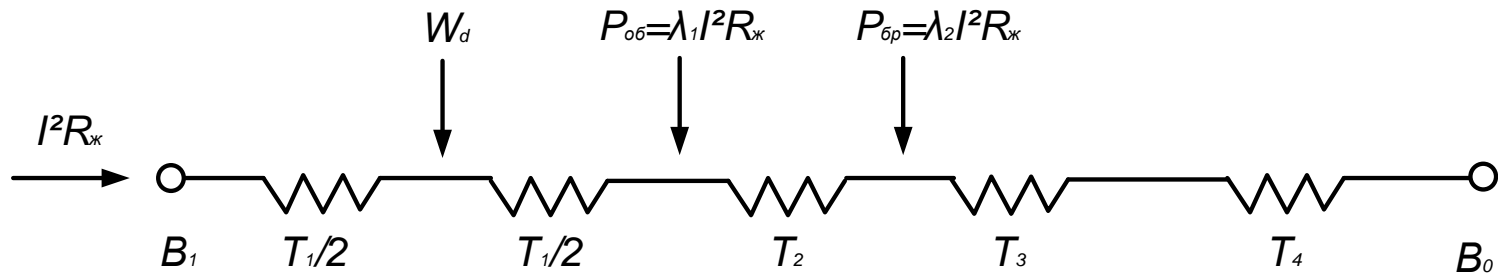 W_d P_об=λ₁I²R_ж P_бр=λ₂I²R_ж
I²R_ж
B₁ T₁/2 T₁/2 T₂ T₃ T₄ B₀